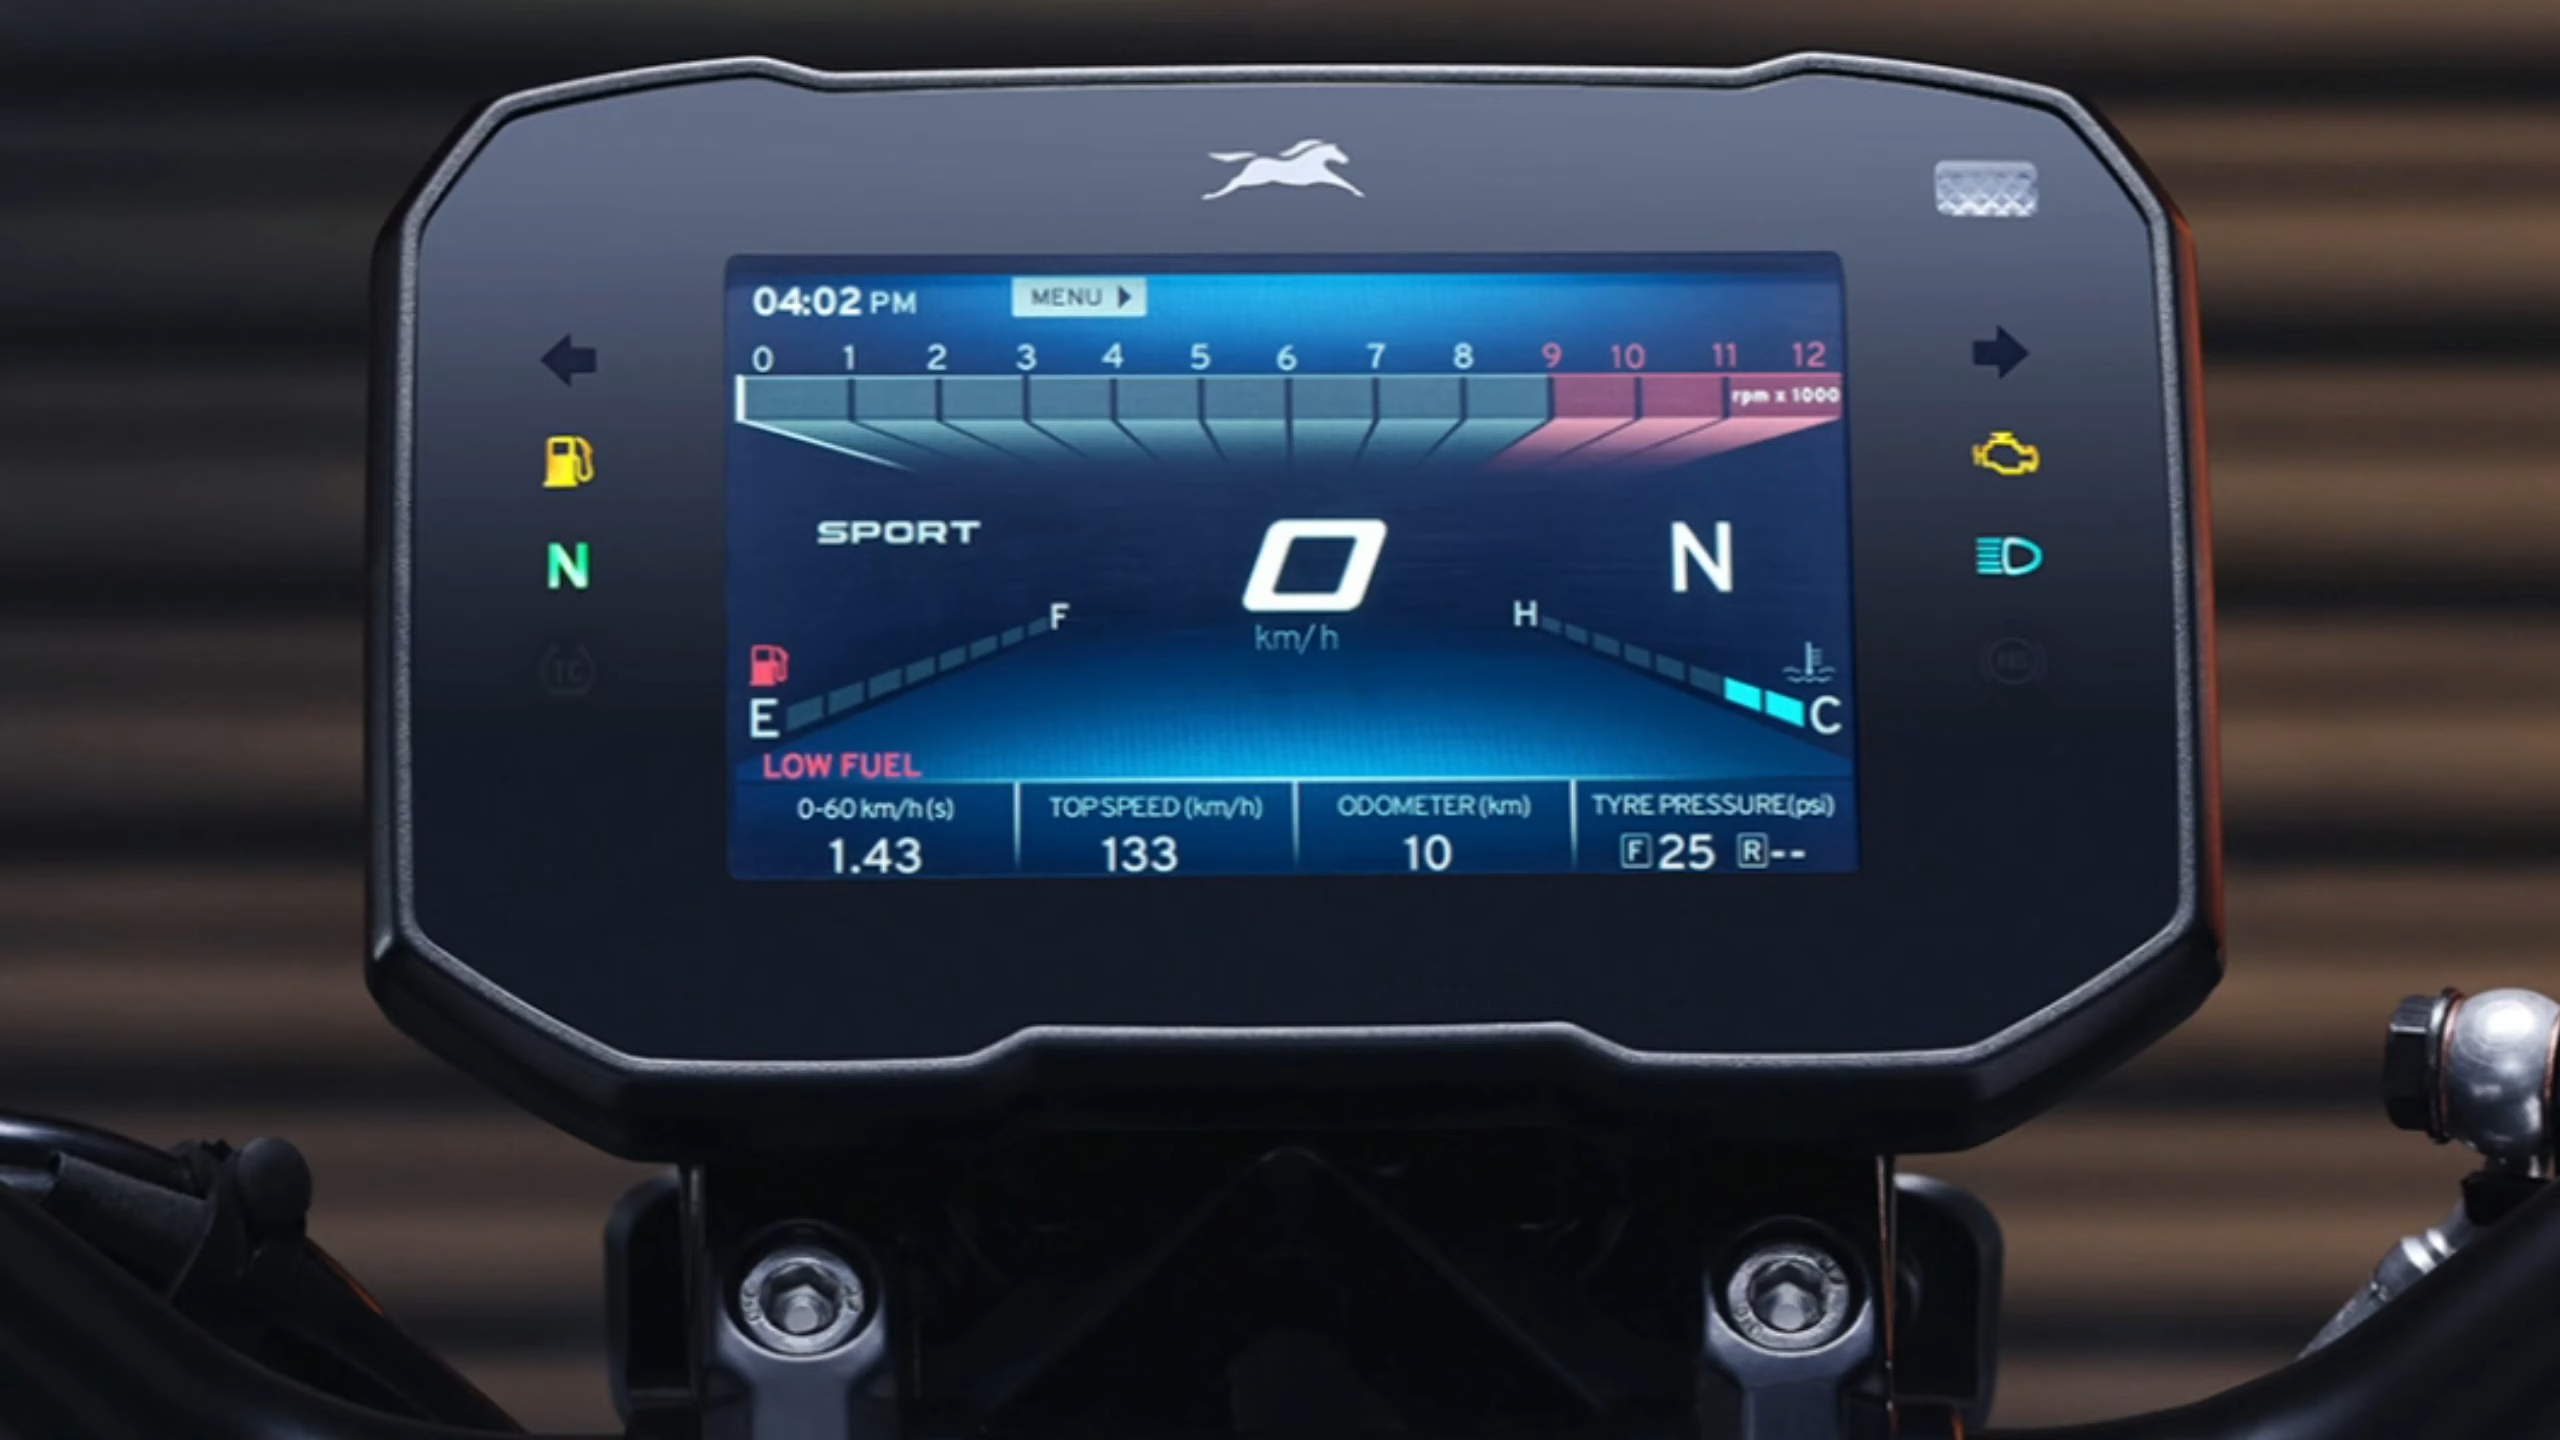 04:02 PM MENU
0 1 2 3 4 5 6 7 8 9 10 11 12
rpm x 1000
SPORT 0 N
N
km/h
F H
TC ABS
E C
LOW FUEL
0-60 km/h (s) TOP SPEED (km/h) ODOMETER (km) TYRE PRESSURE(psi)
1.43 133 10 F 25 R --